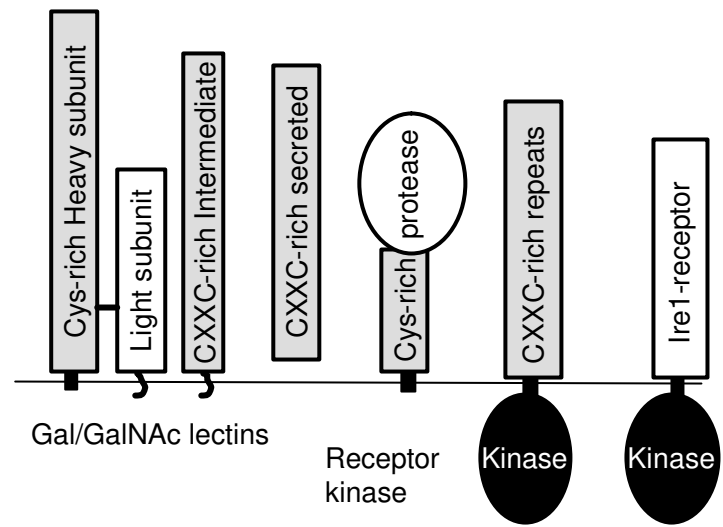 Cys-rich Heavy subunit
Light subunit
CXXC-rich Intermediate
CXXC-rich secreted
Cys-rich
protease
CXXC-rich repeats
Ire1-receptor
Gal/GalNAc lectins
Receptor
kinase
Kinase
Kinase